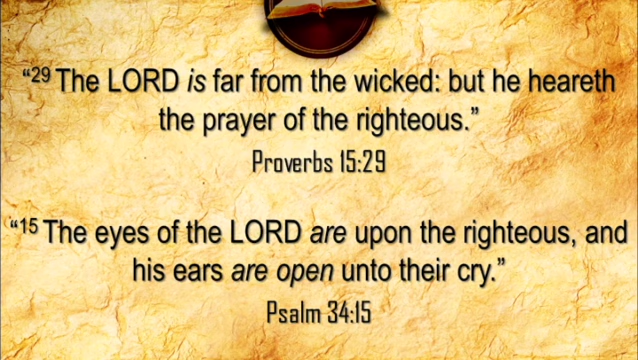 “29 The LORD is far from the wicked: but he heareth
the prayer of the righteous.”
Proverbs 15:29
“15 The eyes of the LORD are upon the righteous, and
his ears are open unto their cry.”
Psalm 34:15